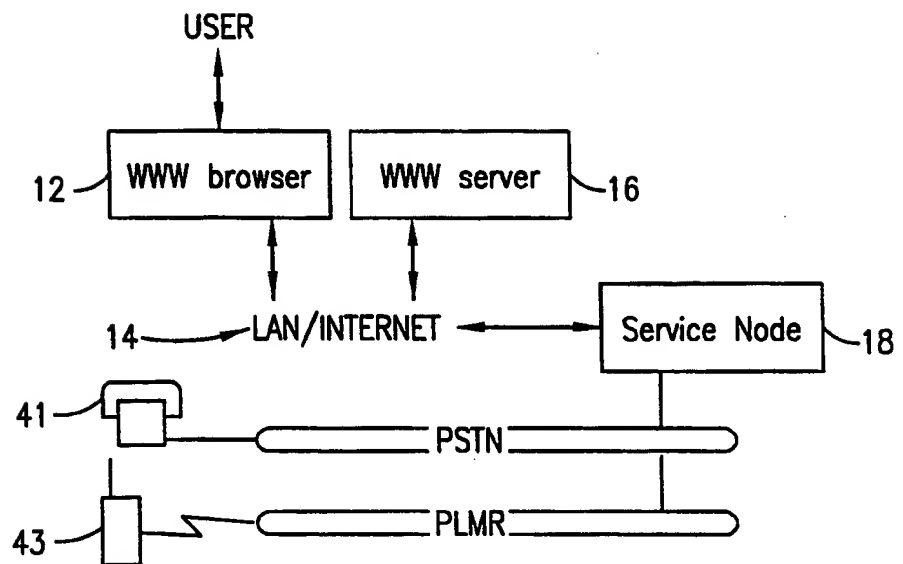 USER
12
WWW browser
WWW server
16
14
LAN/INTERNET
Service Node
18
41
PSTN
43
PLMR